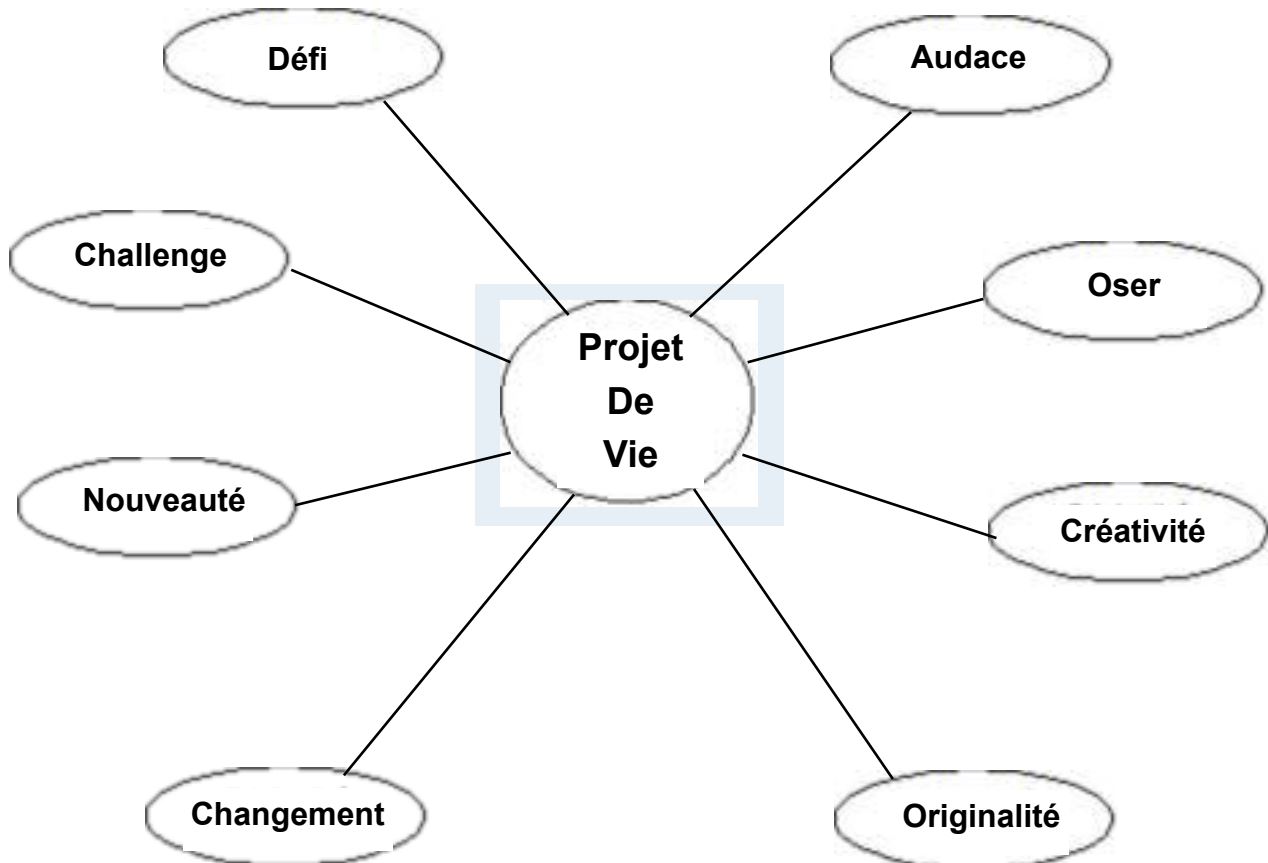 Défi
Audace
Challenge
Oser
Projet
De
Vie
Nouveauté
Créativité
Changement
Originalité